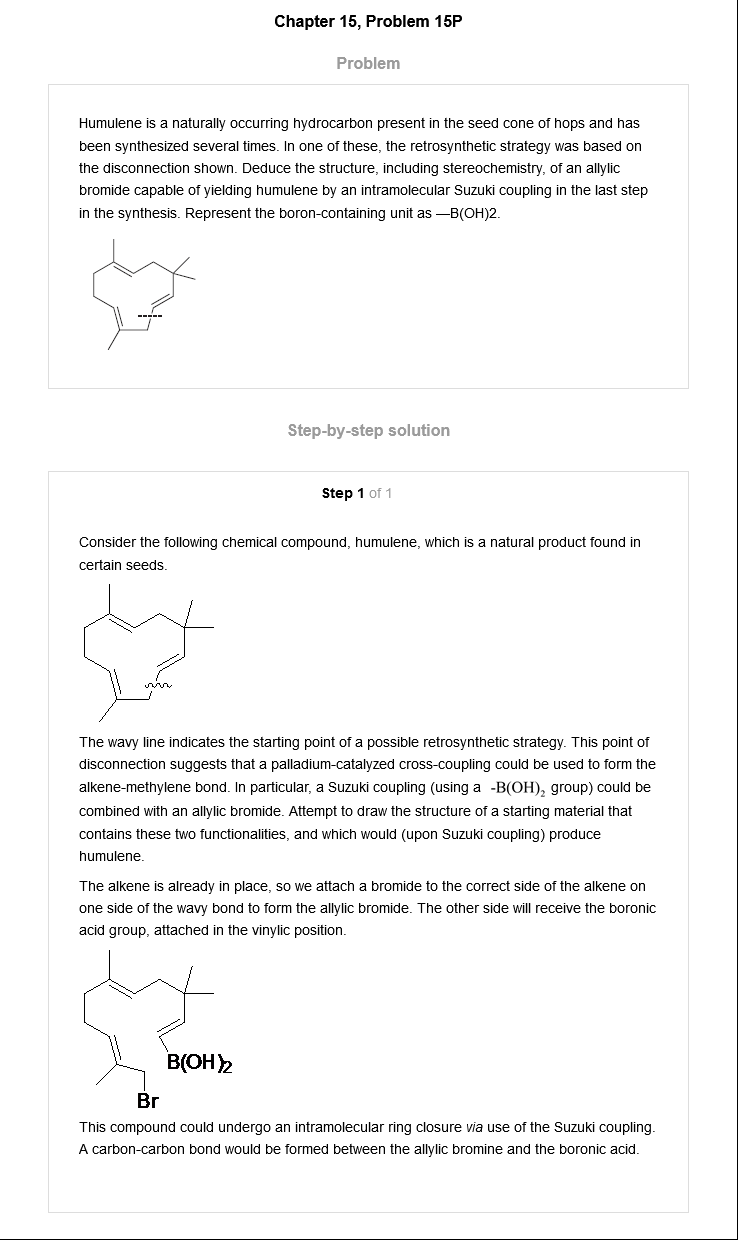 Chapter 15, Problem 15P
Problem
Humulene is a naturally occurring hydrocarbon present in the seed cone of hops and has
been synthesized several times. In one of these, the retrosynthetic strategy was based on
the disconnection shown. Deduce the structure, including stereochemistry, of an allylic
bromide capable of yielding humulene by an intramolecular Suzuki coupling in the last step
in the synthesis. Represent the boron-containing unit as —B(OH)2.
Step-by-step solution
Step 1 of 1
Consider the following chemical compound, humulene, which is a natural product found in
certain seeds.
The wavy line indicates the starting point of a possible retrosynthetic strategy. This point of
disconnection suggests that a palladium-catalyzed cross-coupling could be used to form the
alkene-methylene bond. In particular, a Suzuki coupling (using a -B(OH)₂ group) could be
combined with an allylic bromide. Attempt to draw the structure of a starting material that
contains these two functionalities, and which would (upon Suzuki coupling) produce
humulene.
The alkene is already in place, so we attach a bromide to the correct side of the alkene on
one side of the wavy bond to form the allylic bromide. The other side will receive the boronic
acid group, attached in the vinylic position.
B(OH)2
Br
This compound could undergo an intramolecular ring closure via use of the Suzuki coupling.
A carbon-carbon bond would be formed between the allylic bromine and the boronic acid.